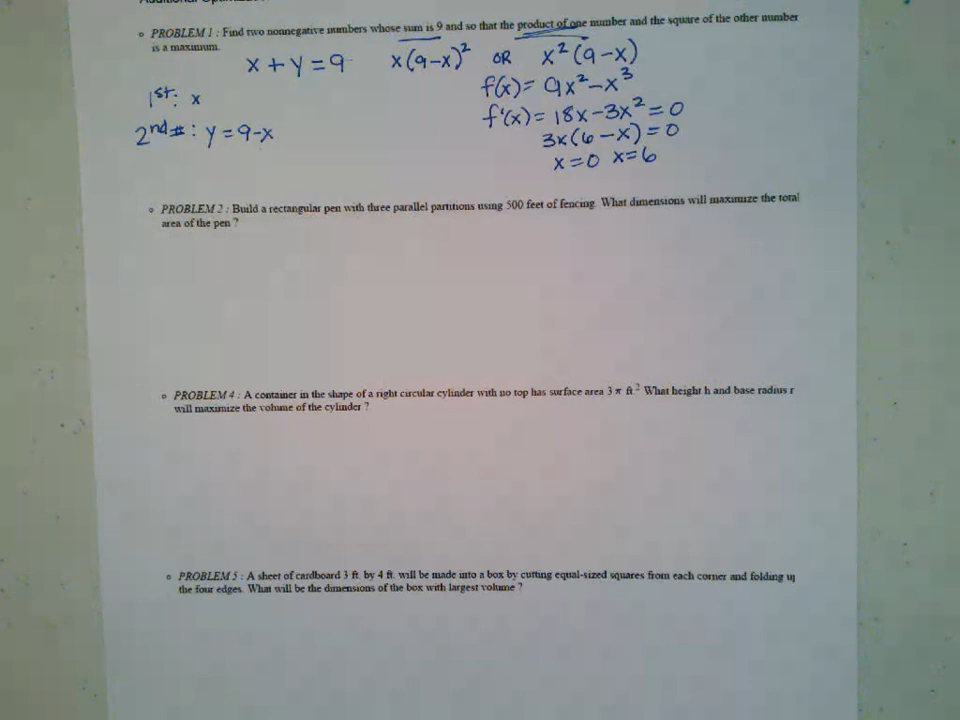 PROBLEM 1 : Find two nonnegative numbers whose sum is 9 and so that the product of one number and the square of the other number
is a maximum.
x + y = 9 x(9-x)² OR x²(9-x)
f(x) = 9x²-x³
1st: x
f'(x) = 18x-3x² = 0
2nd #: y = 9-x
3x(6-x) = 0
x=0 x=6
PROBLEM 2 : Build a rectangular pen with three parallel partitions using 500 feet of fencing. What dimensions will maximize the total
area of the pen ?
PROBLEM 4 : A container in the shape of a right circular cylinder with no top has surface area 3 π ft.² What height h and base radius r
will maximize the volume of the cylinder ?
PROBLEM 5 : A sheet of cardboard 3 ft. by 4 ft. will be made into a box by cutting equal-sized squares from each corner and folding
the four edges. What will be the dimensions of the box with largest volume ?